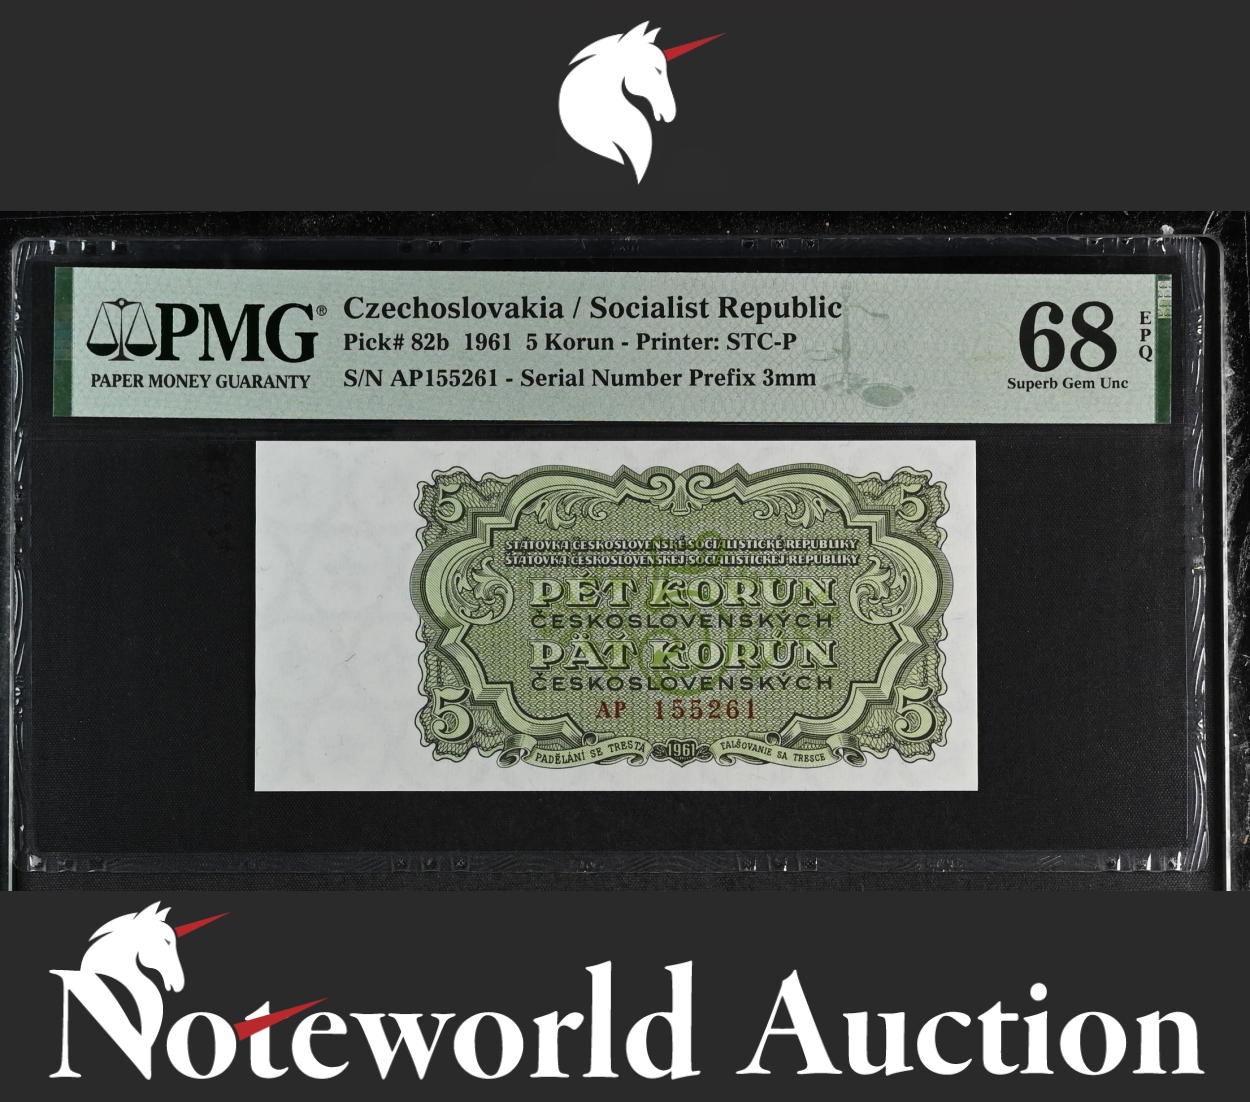 PMG®
PAPER MONEY GUARANTY
Czechoslovakia / Socialist Republic
Pick# 82b 1961 5 Korun - Printer: STC-P
S/N AP155261 - Serial Number Prefix 3mm
68
EPQ
Superb Gem Unc
5 5
STÁTOVKA ČESKOSLOVENSKÉ SOCIALISTICKÉ REPUBLIKY
ŠTÁTOVKA ČESKOSLOVENSKEJ SOCIALISTICKEJ REPUBLIKY
PĚT KORUN
ČESKOSLOVENSKÝCH
PÄŤ KORÚN
ČESKOSLOVENSKÝCH
AP 155261
5 5
PADĚLÁNÍ SE TRESTÁ 1961 FALŠOVANIE SA TRESCE
Noteworld Auction